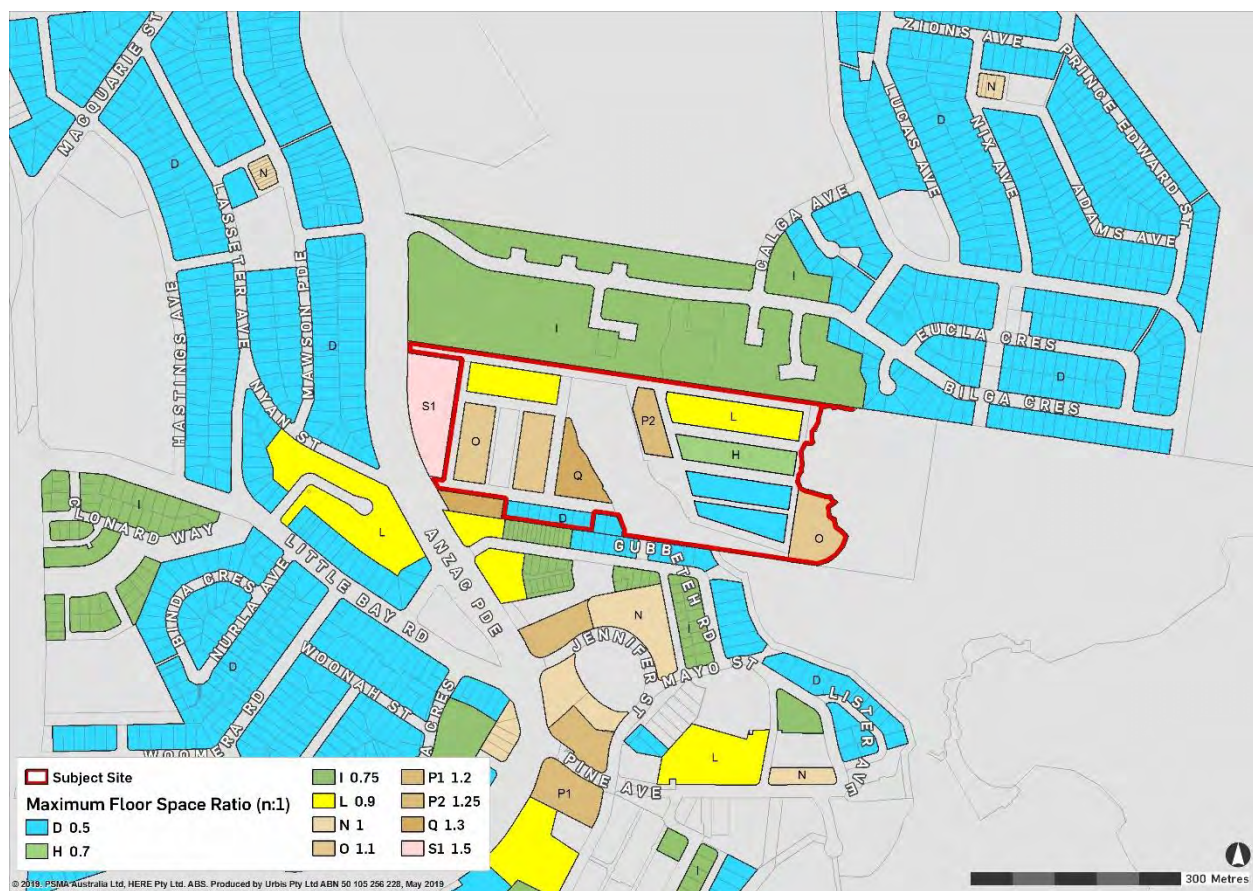 MACQUARIE ST
ZIONS AVE
PRINCE EDWARD ST
N
LUCAS AVE
D
NIX AVE
ADAMS AVE
D
N
LASSETER AVE
MAWSON PDE
HASTINGS AVE
CALGA AVE
I
D
I
EUCLA CRES
D
BILGA CRES
NYAN ST
S1
L
P2
O
H
Q
D
O
I
CLONARD WAY
L
ANZAC PDE
GUBBETEH RD
LITTLE BAY RD
BINDA CRES
NURLA AVE
D
WOONAH ST
N
I
JENNIFER ST
MAYO ST
D
LISTER AVE
WOOMERA RD
A CRES
L
N
PINE AVE
P1
I
Subject Site
Maximum Floor Space Ratio (n:1)
D 0.5
H 0.7
I 0.75
L 0.9
N 1
O 1.1
P1 1.2
P2 1.25
Q 1.3
S1 1.5
300 Metres
© 2019. PSMA Australia Ltd, HERE Pty Ltd. ABS. Produced by Urbis Pty Ltd ABN 50 105 256 228, May 2019